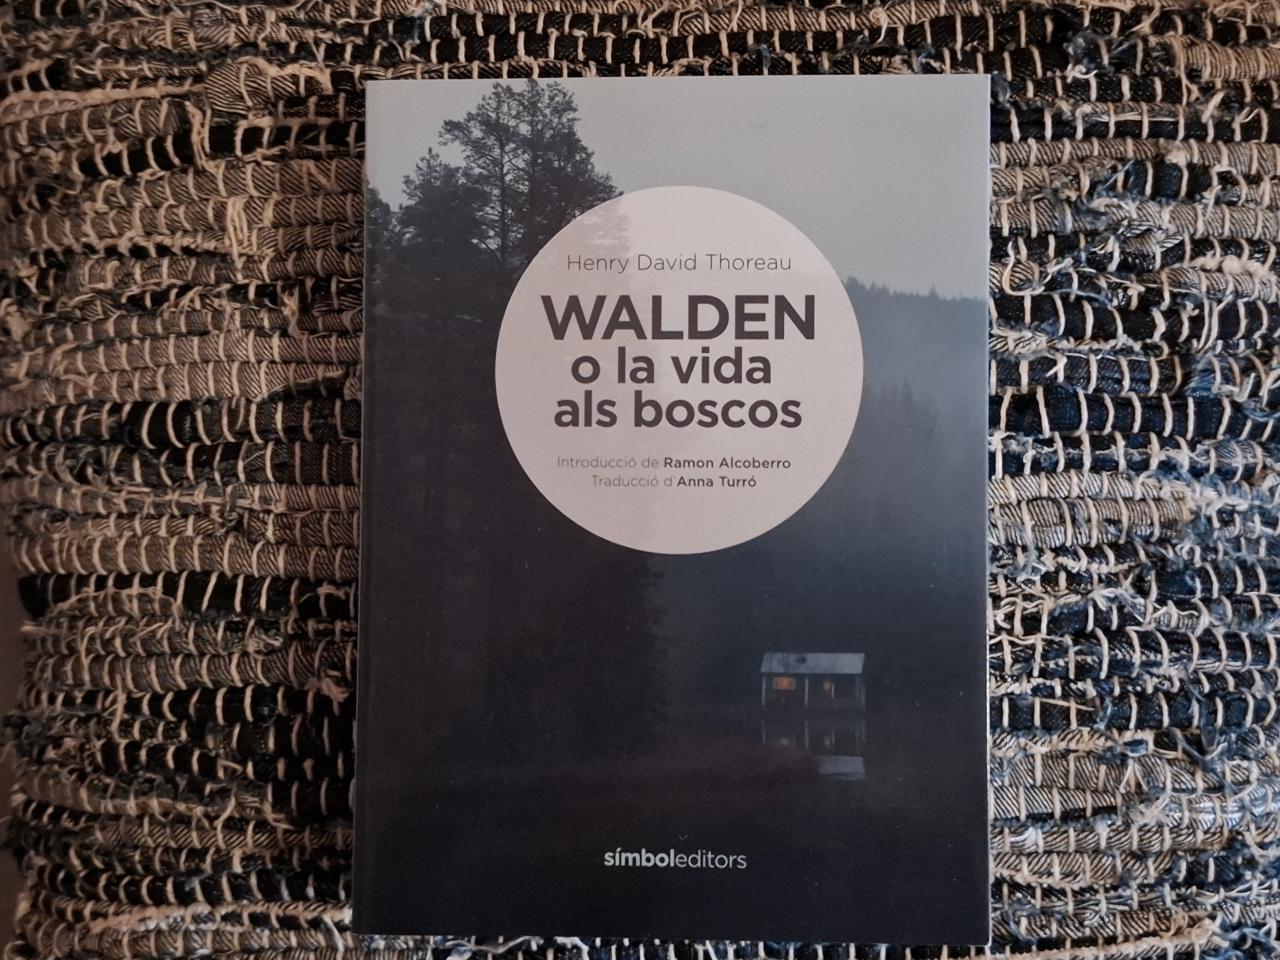 Henry David Thoreau
WALDEN
o la vida
als boscos
Introducció de Ramon Alcoberro
Traducció d'Anna Turró
símboleditors